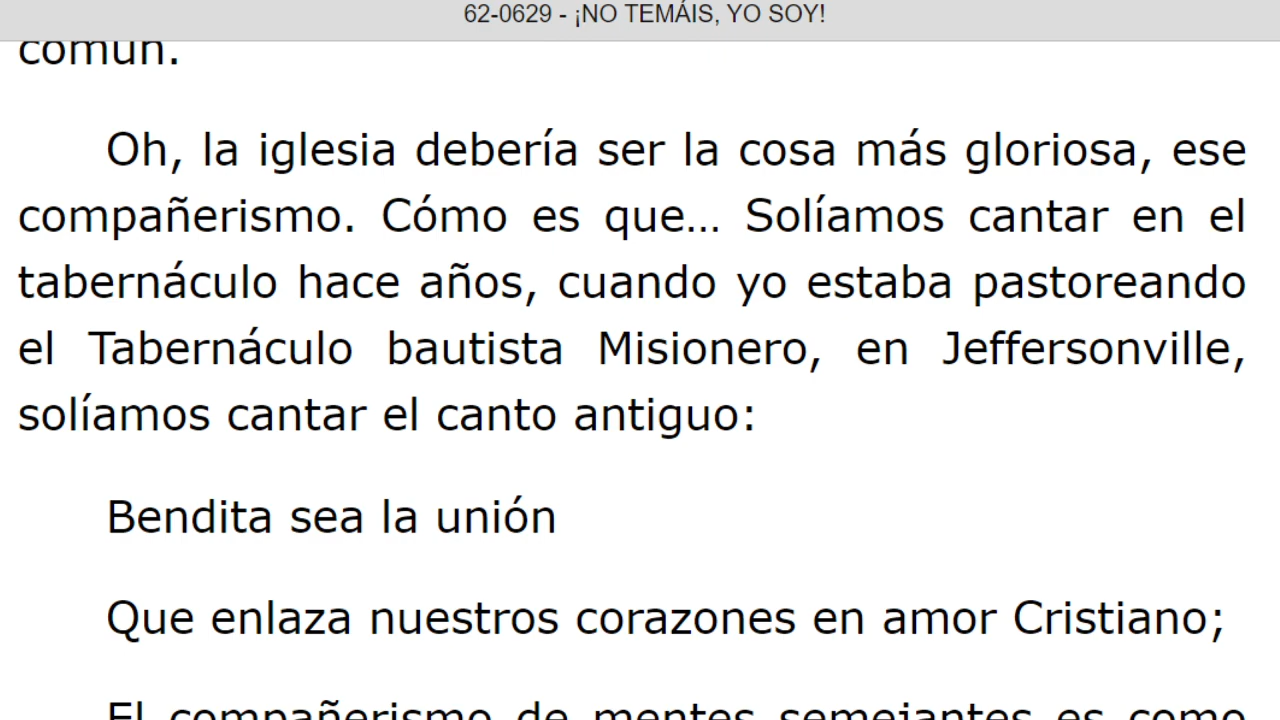 62-0629 - ¡NO TEMÁIS, YO SOY!
común.
Oh, la iglesia debería ser la cosa más gloriosa, ese
compañerismo. Cómo es que… Solíamos cantar en el
tabernáculo hace años, cuando yo estaba pastoreando
el Tabernáculo bautista Misionero, en Jeffersonville,
solíamos cantar el canto antiguo:
Bendita sea la unión
Que enlaza nuestros corazones en amor Cristiano;
El compañerismo de mentes semejantes es como